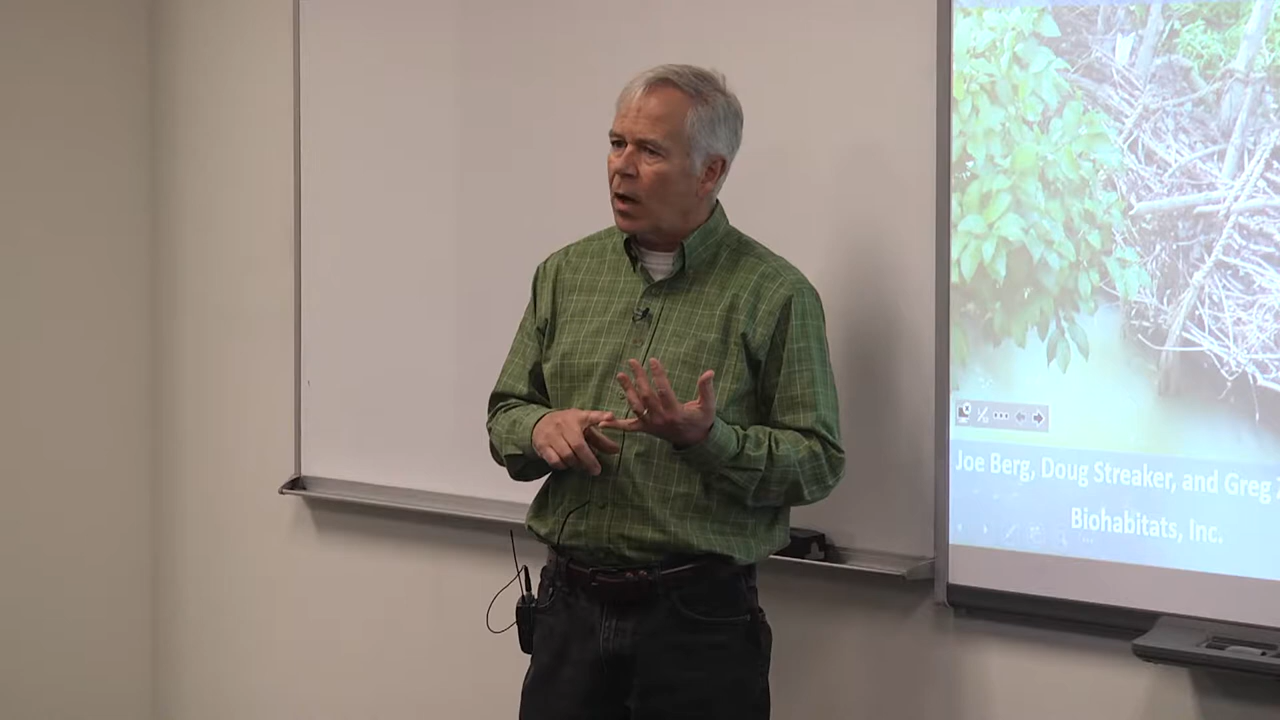 Joe Berg, Doug Streaker, and Greg
Biohabitats, Inc.